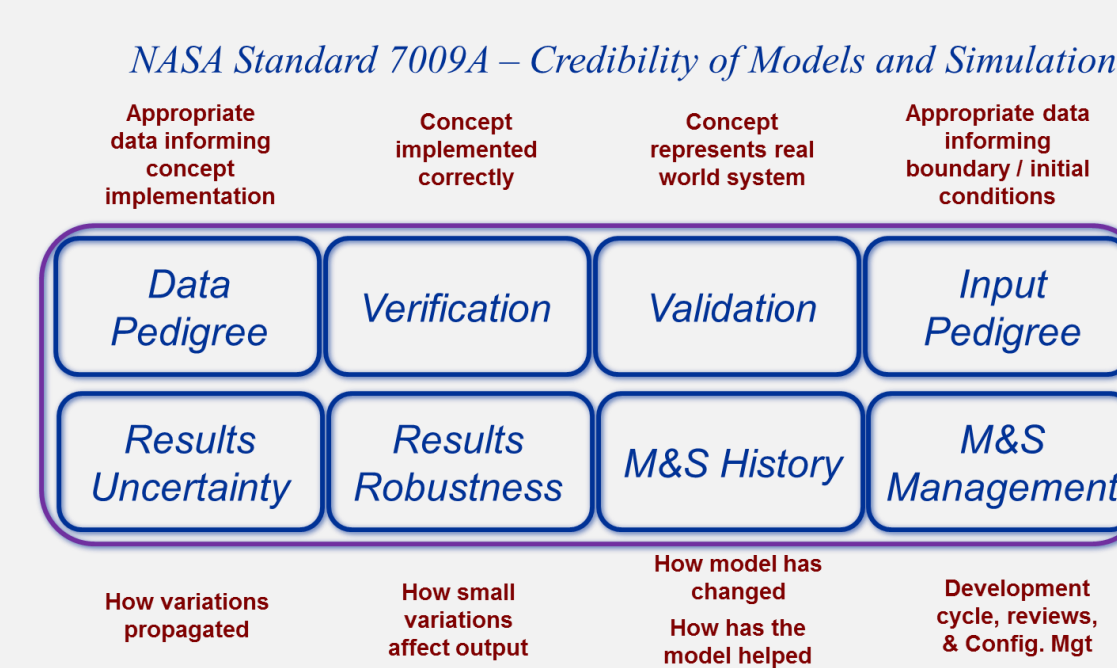 NASA Standard 7009A – Credibility of Models and Simulation
Appropriate
data informing
concept
implementation
Concept
implemented
correctly
Concept
represents real
world system
Appropriate data
informing
boundary / initial
conditions
Data
Pedigree
Verification
Validation
Input
Pedigree
Results
Uncertainty
Results
Robustness
M&S History
M&S
Management
How variations
propagated
How small
variations
affect output
How model has
changed
How has the
model helped
Development
cycle, reviews,
& Config. Mgt